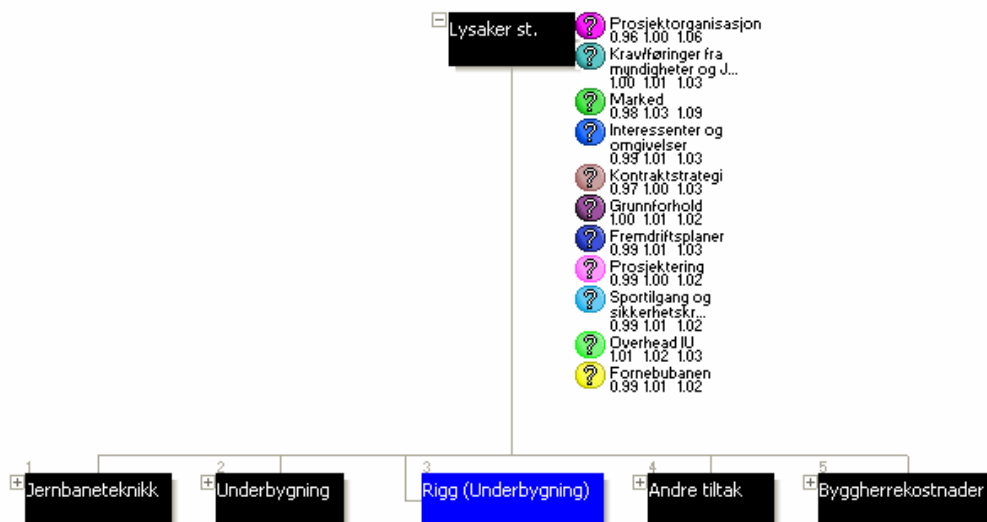 Lysaker st.
Prosjektorganisasjon
0.96 1.00 1.06
Krav/føringer fra
myndigheter og J...
1.00 1.01 1.03
Marked
0.98 1.03 1.09
Interessenter og
omgivelser
0.99 1.01 1.03
Kontraktstrategi
0.97 1.00 1.03
Grunnforhold
1.00 1.01 1.02
Fremdriftsplaner
0.99 1.01 1.03
Prosjektering
0.99 1.00 1.02
Sportilgang og
sikkerhetskr...
0.99 1.01 1.02
Overhead IU
1.01 1.02 1.03
Fornebubanen
0.99 1.01 1.02
1 2 3 4 5
Jernbaneteknikk Underbygning Rigg (Underbygning) Andre tiltak Byggherrekostnader